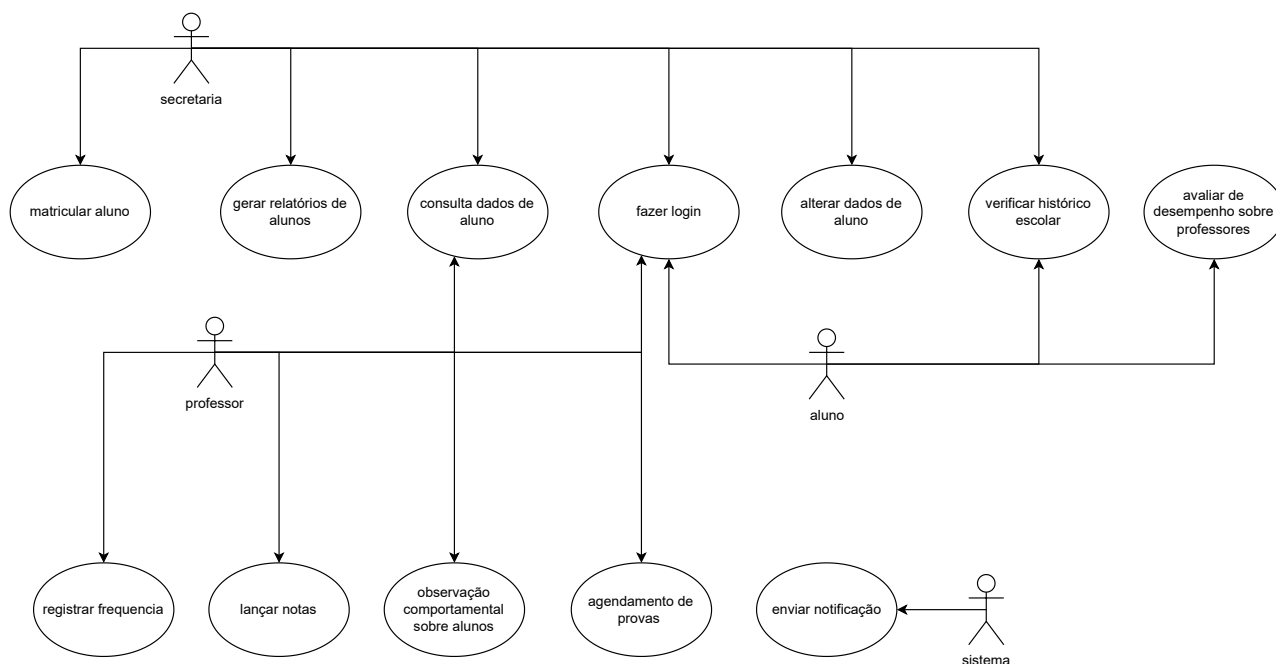 secretaria
matricular aluno
gerar relatórios de
alunos
consulta dados de
aluno
fazer login
alterar dados de
aluno
verificar histórico
escolar
avaliar de
desempenho sobre
professores
professor
aluno
registrar frequencia
lançar notas
observação
comportamental
sobre alunos
agendamento de
provas
enviar notificação
sistema